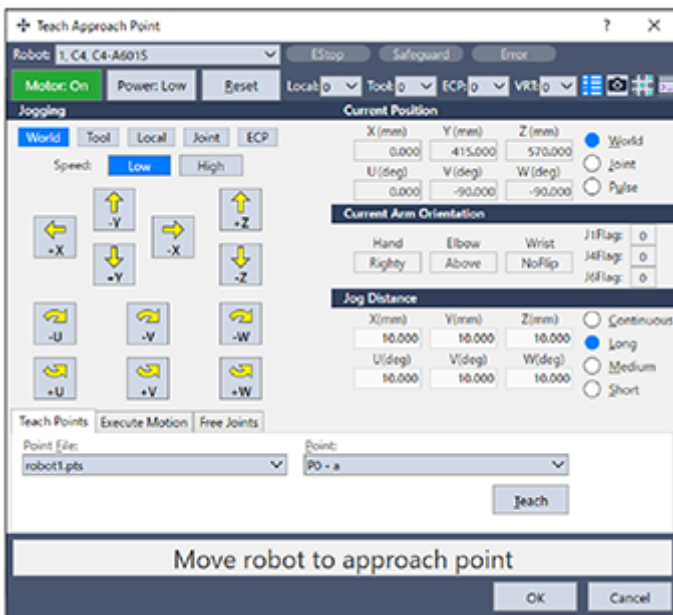 Teach Approach Point ? ×
Robot: 1, C4, C4-A601S EStop Safeguard Error
Motor: On Power: Low Reset Local: 0 Tool: 0 ECP: 0 VRT: 0
Jogging
World Tool Local Joint ECP
Speed: Low High
-Y +Z
+X -X
+Y -Z
-U -V -W
+U +V +W
Current Position
X (mm) Y (mm) Z (mm)
0.000 415.000 570.000
U (deg) V (deg) W (deg)
0.000 -90.000 -90.000
World
Joint
Pulse
Current Arm Orientation
Hand Elbow Wrist
Righty Above NoFlip
J1Flag: 0
J4Flag: 0
J6Flag: 0
Jog Distance
X(mm) Y(mm) Z(mm)
10.000 10.000 10.000
U(deg) V(deg) W(deg)
10.000 10.000 10.000
Continuous
Long
Medium
Short
Teach Points Execute Motion Free Joints
Point File: Point:
robot1.pts P0 - a
Teach
Move robot to approach point
OK Cancel